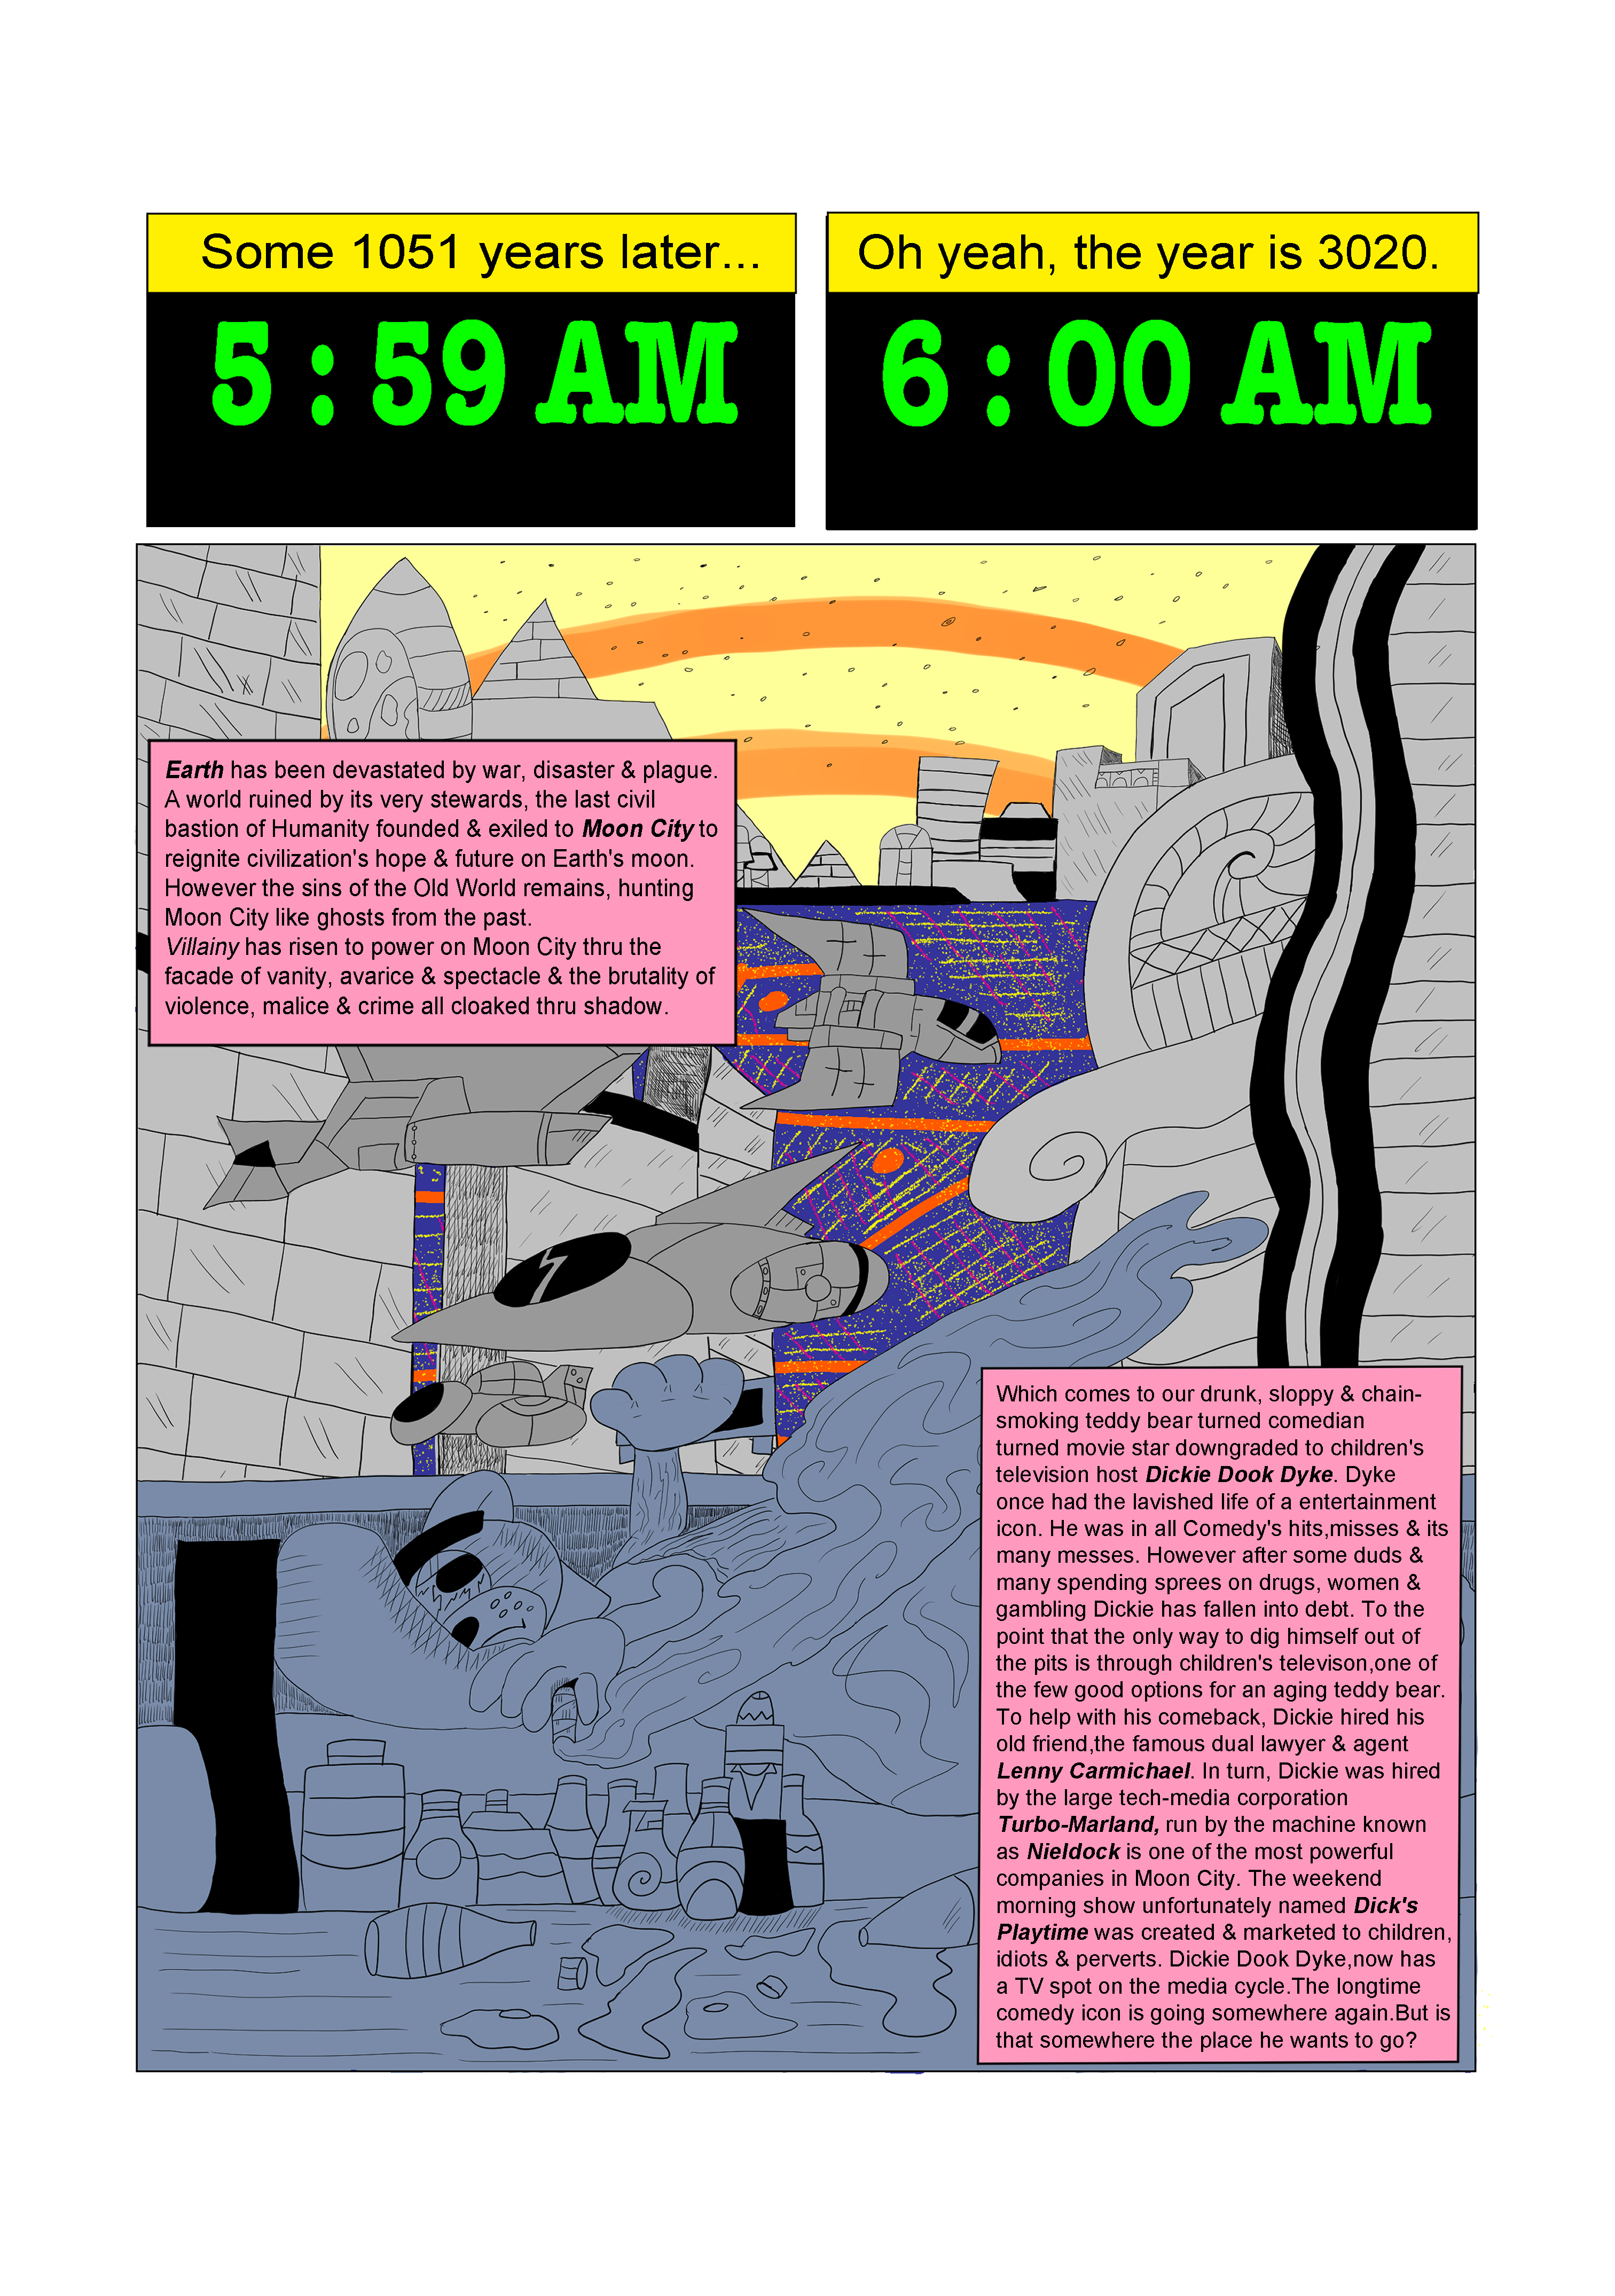 Some 1051 years later...
Oh yeah, the year is 3020.
5:59 AM
6:00 AM
Earth has been devastated by war, disaster & plague.
A world ruined by its very stewards, the last civil
bastion of Humanity founded & exiled to Moon City to
reignite civilization's hope & future on Earth's moon.
However the sins of the Old World remains, hunting
Moon City like ghosts from the past.
Villainy has risen to power on Moon City thru the
facade of vanity, avarice & spectacle & the brutality of
violence, malice & crime all cloaked thru shadow.
Which comes to our drunk, sloppy & chain-
smoking teddy bear turned comedian
turned movie star downgraded to children's
television host Dickie Dook Dyke. Dyke
once had the lavished life of a entertainment
icon. He was in all Comedy's hits,misses & its
many messes. However after some duds &
many spending sprees on drugs, women &
gambling Dickie has fallen into debt. To the
point that the only way to dig himself out of
the pits is through children's televison,one of
the few good options for an aging teddy bear.
To help with his comeback, Dickie hired his
old friend,the famous dual lawyer & agent
Lenny Carmichael. In turn, Dickie was hired
by the large tech-media corporation
Turbo-Marland, run by the machine known
as Nieldock is one of the most powerful
companies in Moon City. The weekend
morning show unfortunately named Dick's
Playtime was created & marketed to children,
idiots & perverts. Dickie Dook Dyke,now has
a TV spot on the media cycle.The longtime
comedy icon is going somewhere again.But is
that somewhere the place he wants to go?